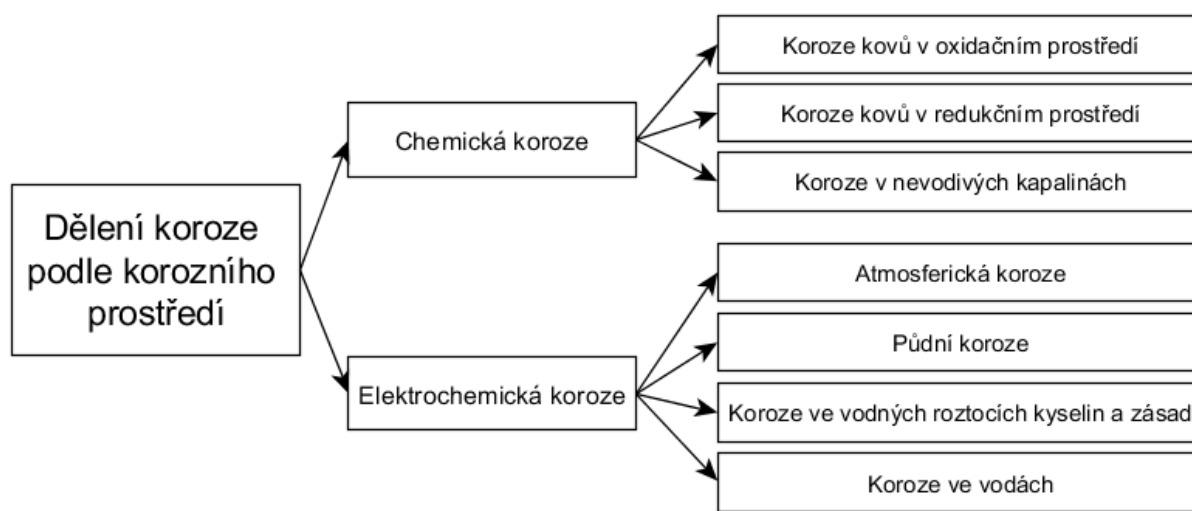 Koroze kovů v oxidačním prostředí
Koroze kovů v redukčním prostředí
Chemická koroze
Koroze v nevodivých kapalinách
Dělení koroze
podle korozního
prostředí
Atmosferická koroze
Půdní koroze
Elektrochemická koroze
Koroze ve vodných roztocích kyselin a zásad
Koroze ve vodách